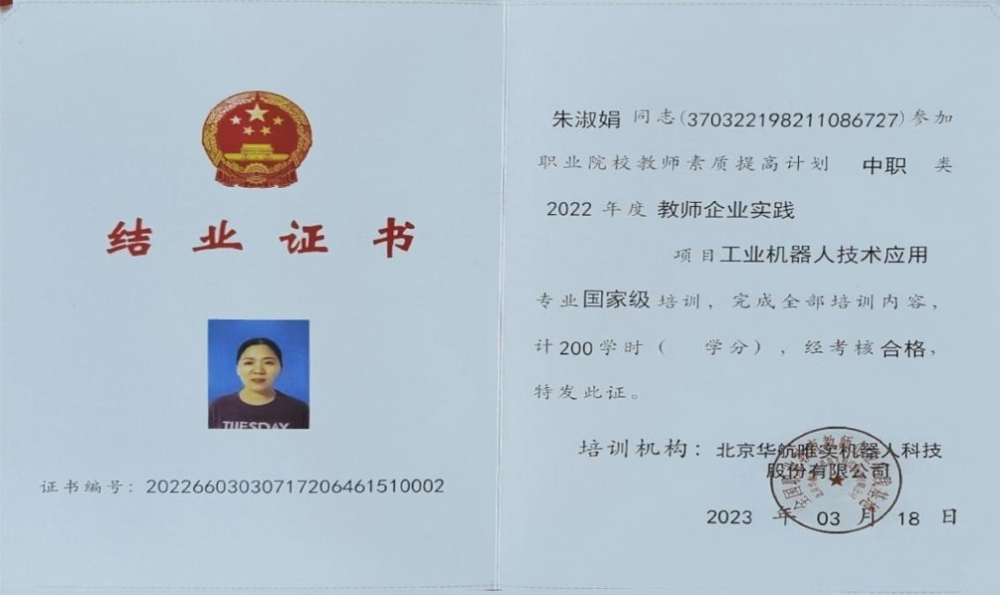 结业证书
TUESDAY
证书编号：20226603030717206461510002
朱淑娟 同志(370322198211086727)参加
职业院校教师素质提高计划 中职 类
2022 年度 教师企业实践
项目工业机器人技术应用
专业国家级培训，完成全部培训内容，
计200学时（ 学分），经考核合格，
特发此证。
培训机构：北京华航唯实机器人科技
股份有限公司
2023 年 03 月 18 日